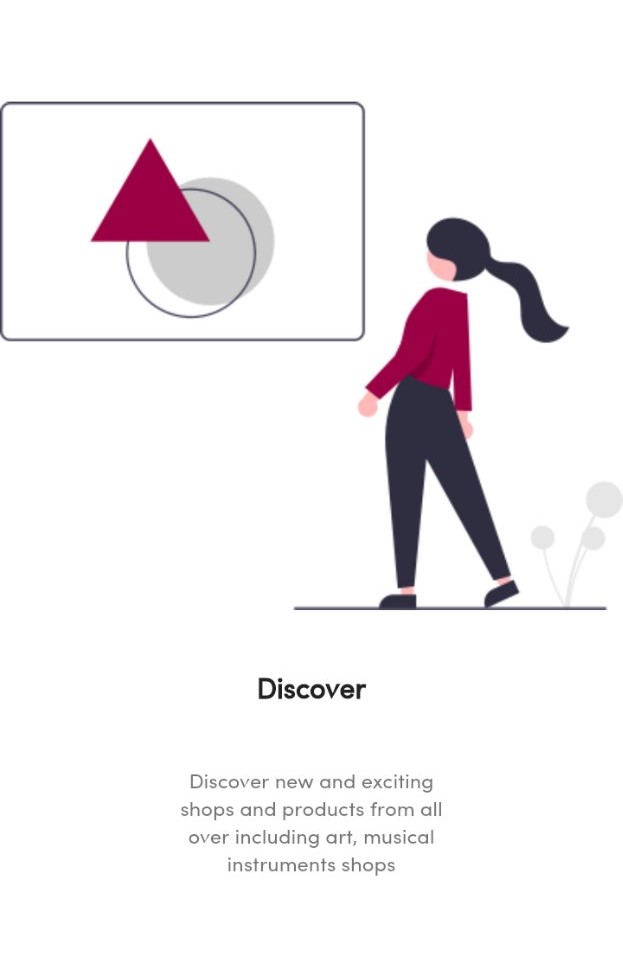 Discover
Discover new and exciting
shops and products from all
over including art, musical
instruments shops